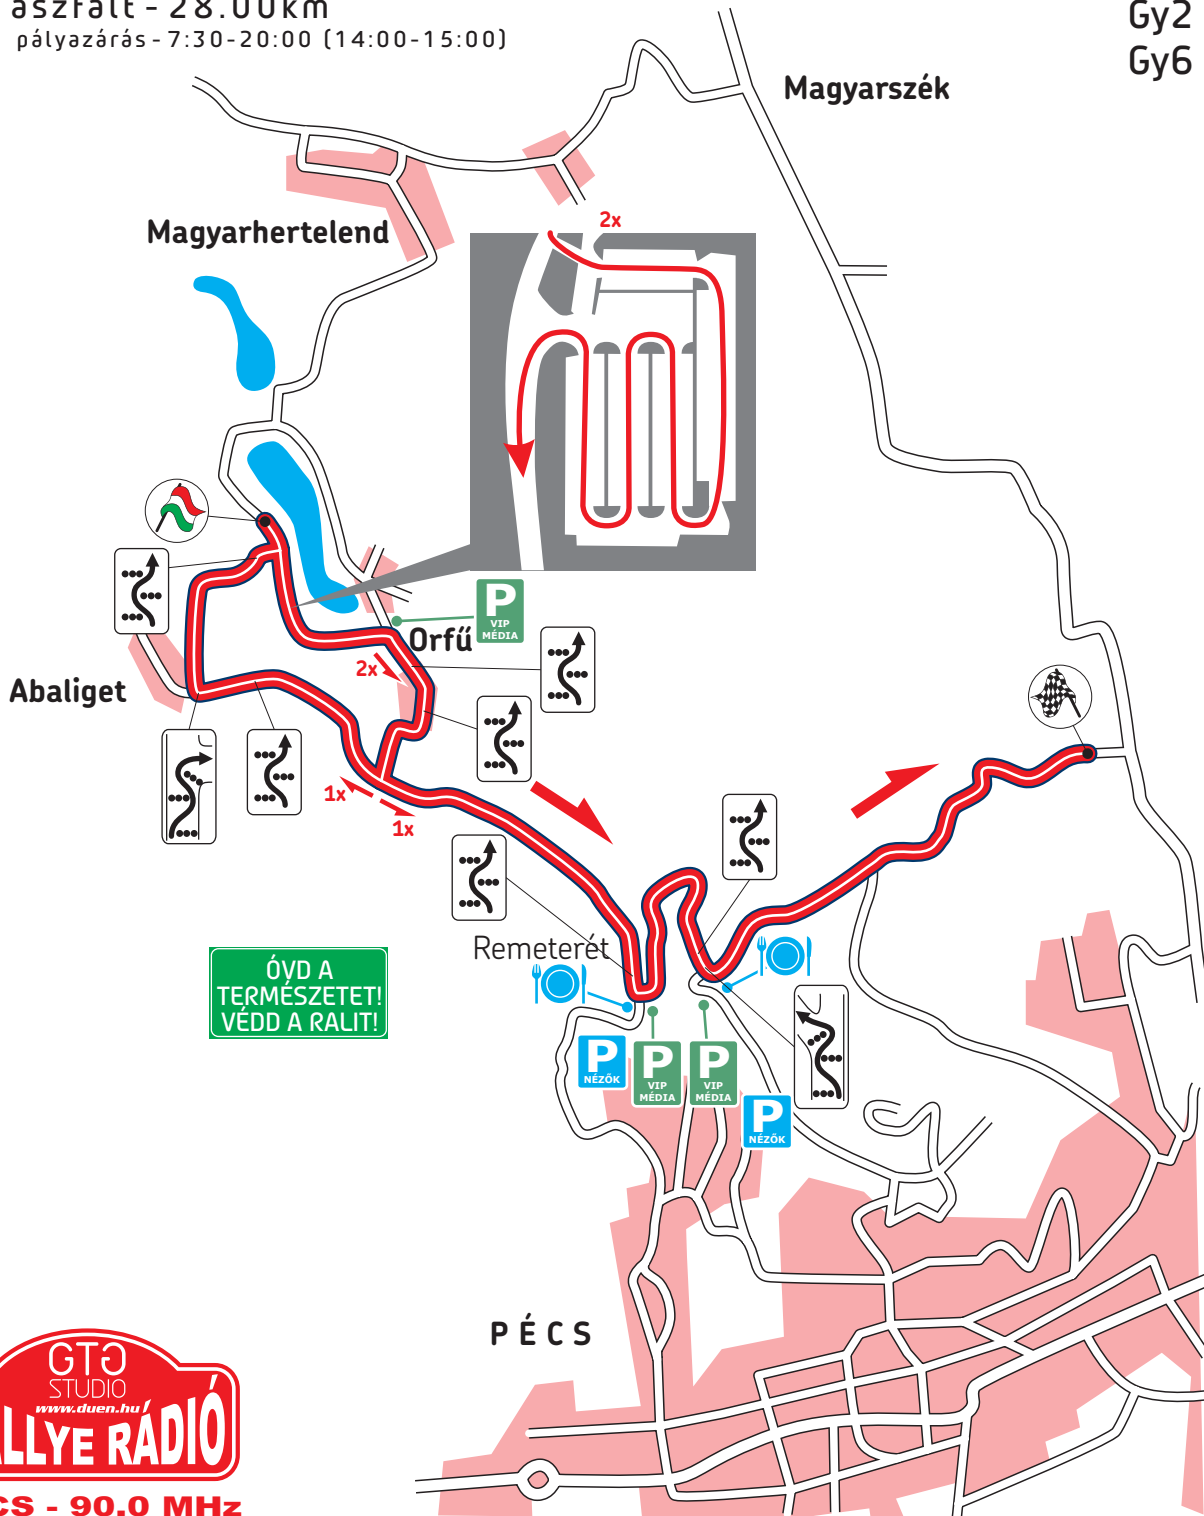 aszfalt - 28.00km
pályazárás - 7:30-20:00 (14:00-15:00)
Gy2
Gy6
Magyarszék
Magyarhertelend
2x
P
VIP
MÉDIA
Orfű
2x
Abaliget
1x
1x
Remeterét
ÓVD A
TERMÉSZETET!
VÉDD A RALIT!
P
NÉZŐK
P
VIP
MÉDIA
P
VIP
MÉDIA
P
NÉZŐK
PÉCS
GTG
STUDIO
www.duen.hu
LLYE RÁDIÓ
CS - 90.0 MHz